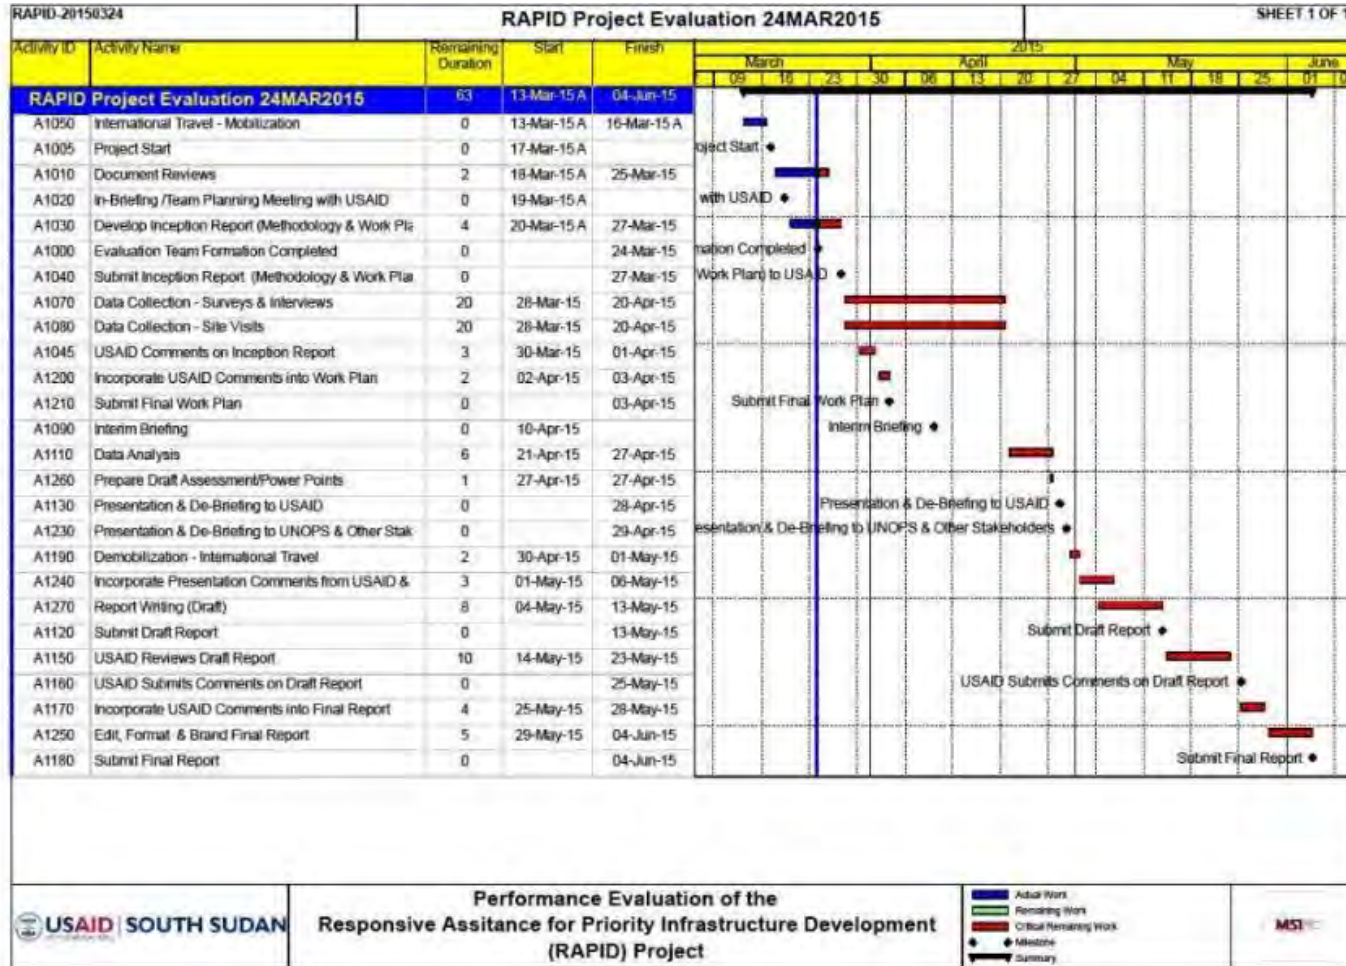 RAPID-20150324 RAPID Project Evaluation 24MAR2015 SHEET 1 OF 1
Activity ID Activity Name Remaining Duration Start Finish 2015
March April May June
09 16 23 30 06 13 20 27 04 11 18 25 01 0
RAPID Project Evaluation 24MAR2015 63 13-Mar-15 A 04-Jun-15
A1050 International Travel - Mobilization 0 13-Mar-15 A 16-Mar-15 A
A1005 Project Start 0 17-Mar-15 A oject Start
A1010 Document Reviews 2 18-Mar-15 A 25-Mar-15
A1020 In-Briefing /Team Planning Meeting with USAID 0 19-Mar-15 A with USAID
A1030 Develop Inception Report (Methodology & Work Pla 4 20-Mar-15 A 27-Mar-15
A1000 Evaluation Team Formation Completed 0 24-Mar-15 mation Completed
A1040 Submit Inception Report (Methodology & Work Plan 0 27-Mar-15 Work Plan) to USAID
A1070 Data Collection - Surveys & Interviews 20 28-Mar-15 20-Apr-15
A1080 Data Collection - Site Visits 20 28-Mar-15 20-Apr-15
A1045 USAID Comments on Inception Report 3 30-Mar-15 01-Apr-15
A1200 Incorporate USAID Comments into Work Plan 2 02-Apr-15 03-Apr-15
A1210 Submit Final Work Plan 0 03-Apr-15 Submit Final Work Plan
A1090 Interim Briefing 0 10-Apr-15 Interim Briefing
A1110 Data Analysis 6 21-Apr-15 27-Apr-15
A1260 Prepare Draft Assessment/Power Points 1 27-Apr-15 27-Apr-15
A1130 Presentation & De-Briefing to USAID 0 28-Apr-15 Presentation & De-Briefing to USAID
A1230 Presentation & De-Briefing to UNOPS & Other Stak 0 29-Apr-15 esentation & De-Briefing to UNOPS & Other Stakeholders
A1190 Demobilization - International Travel 2 30-Apr-15 01-May-15
A1240 Incorporate Presentation Comments from USAID & 3 01-May-15 06-May-15
A1270 Report Writing (Draft) 8 04-May-15 13-May-15
A1120 Submit Draft Report 0 13-May-15 Submit Draft Report
A1150 USAID Reviews Draft Report 10 14-May-15 23-May-15
A1160 USAID Submits Comments on Draft Report 0 25-May-15 USAID Submits Comments on Draft Report
A1170 Incorporate USAID Comments into Final Report 4 25-May-15 28-May-15
A1250 Edit, Format & Brand Final Report 5 29-May-15 04-Jun-15
A1180 Submit Final Report 0 04-Jun-15 Submit Final Report
USAID SOUTH SUDAN
Performance Evaluation of the
Responsive Assitance for Priority Infrastructure Development
(RAPID) Project
Actual Work
Remaining Work
Critical Remaining Work
Milestone
Summary
MSI